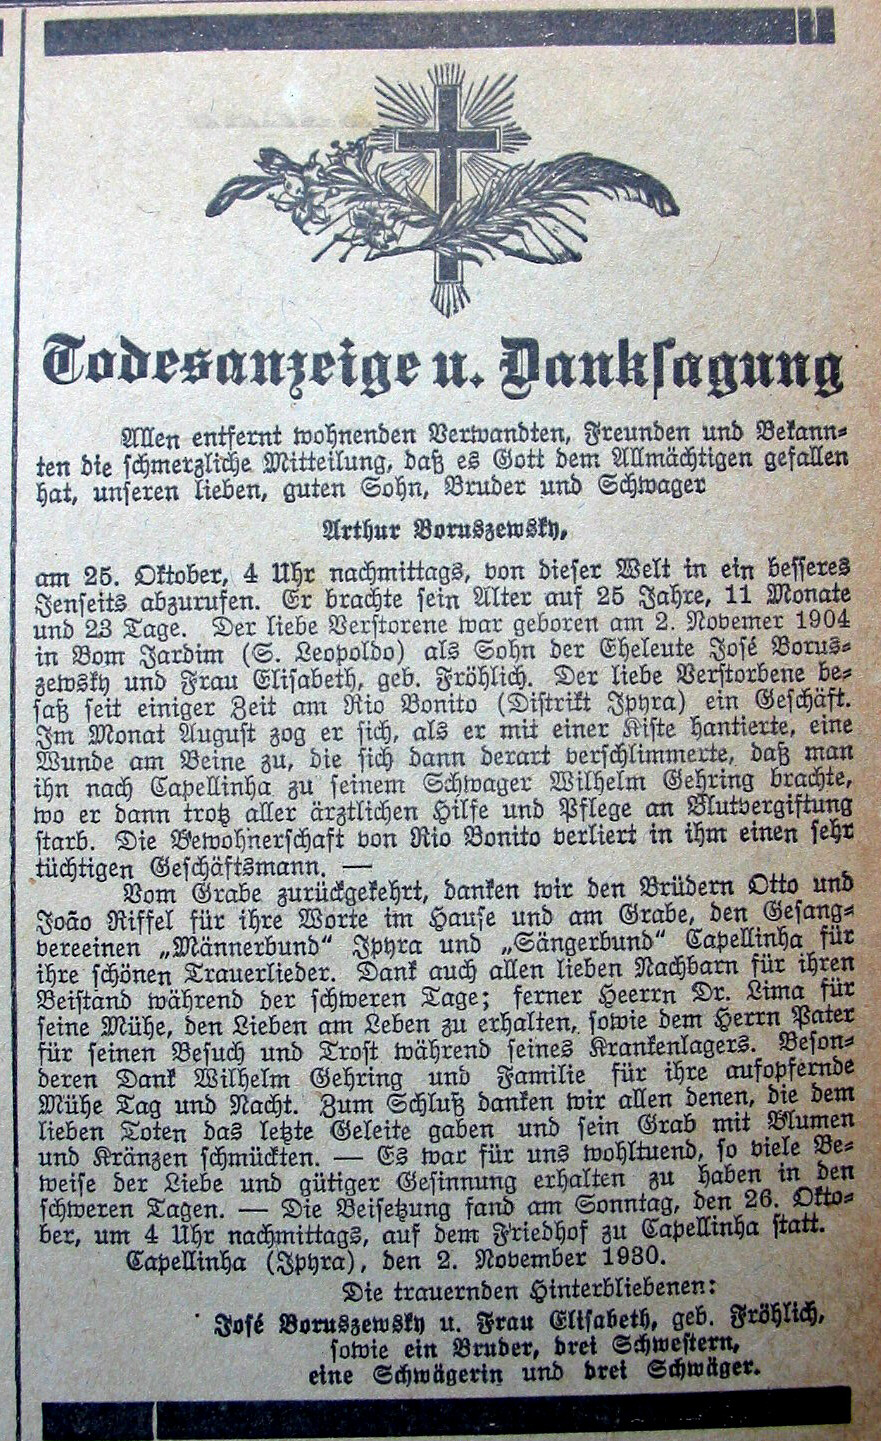 Todesanzeige u. Danksagung
Allen entfernt wohnenden Verwandten, Freunden und Bekann-
ten die schmerzliche Mitteilung, daß es Gott dem Allmächtigen gefallen
hat, unseren lieben, guten Sohn, Bruder und Schwager
Arthur Boruszewsky,
am 25. Oktober, 4 Uhr nachmittags, von dieser Welt in ein besseres
Jenseits abzurufen. Er brachte sein Alter auf 25 Jahre, 11 Monate
und 23 Tage. Der liebe Verstorene war geboren am 2. Novemer 1904
in Bom Jardim (S. Leopoldo) als Sohn der Eheleute José Borus-
zewsky und Frau Elisabeth, geb. Fröhlich. Der liebe Verstorbene be-
saß seit einiger Zeit am Rio Bonito (Distrikt Ipyra) ein Geschäft.
Im Monat August zog er sich, als er mit einer Kiste hantierte, eine
Wunde am Beine zu, die sich dann derart verschlimmerte, daß man
ihn nach Capellinha zu seinem Schwager Wilhelm Gehring brachte,
wo er dann trotz aller ärztlichen Hilfe und Pflege an Blutvergiftung
starb. Die Bewohnerschaft von Rio Bonito verliert in ihm einen sehr
tüchtigen Geschäftsmann. —
Vom Grabe zurückgekehrt, danken wir den Brüdern Otto und
João Riffel für ihre Worte im Hause und am Grabe, den Gesang-
vereeinen „Männerbund“ Ipyra und „Sängerbund“ Capellinha für
ihre schönen Trauerlieder. Dank auch allen lieben Nachbarn für ihren
Beistand während der schweren Tage; ferner Heerrn Dr. Lima für
seine Mühe, den Lieben am Leben zu erhalten, sowie dem Herrn Pater
für seinen Besuch und Trost während seines Krankenlagers. Beson-
deren Dank Wilhelm Gehring und Familie für ihre aufopfernde
Mühe Tag und Nacht. Zum Schluß danken wir allen denen, die dem
lieben Toten das letzte Geleite gaben und sein Grab mit Blumen
und Kränzen schmückten. — Es war für uns wohltuend, so viele Be-
weise der Liebe und gütiger Gesinnung erhalten zu haben in den
schweren Tagen. — Die Beisetzung fand am Sonntag, den 26. Okto-
ber, um 4 Uhr nachmittags, auf dem Friedhof zu Capellinha statt.
Capellinha (Ipyra), den 2. November 1930.
Die trauernden Hinterbliebenen:
José Boruszewsky u. Frau Elisabeth, geb. Fröhlich,
sowie ein Bruder, drei Schwestern,
eine Schwägerin und drei Schwäger.